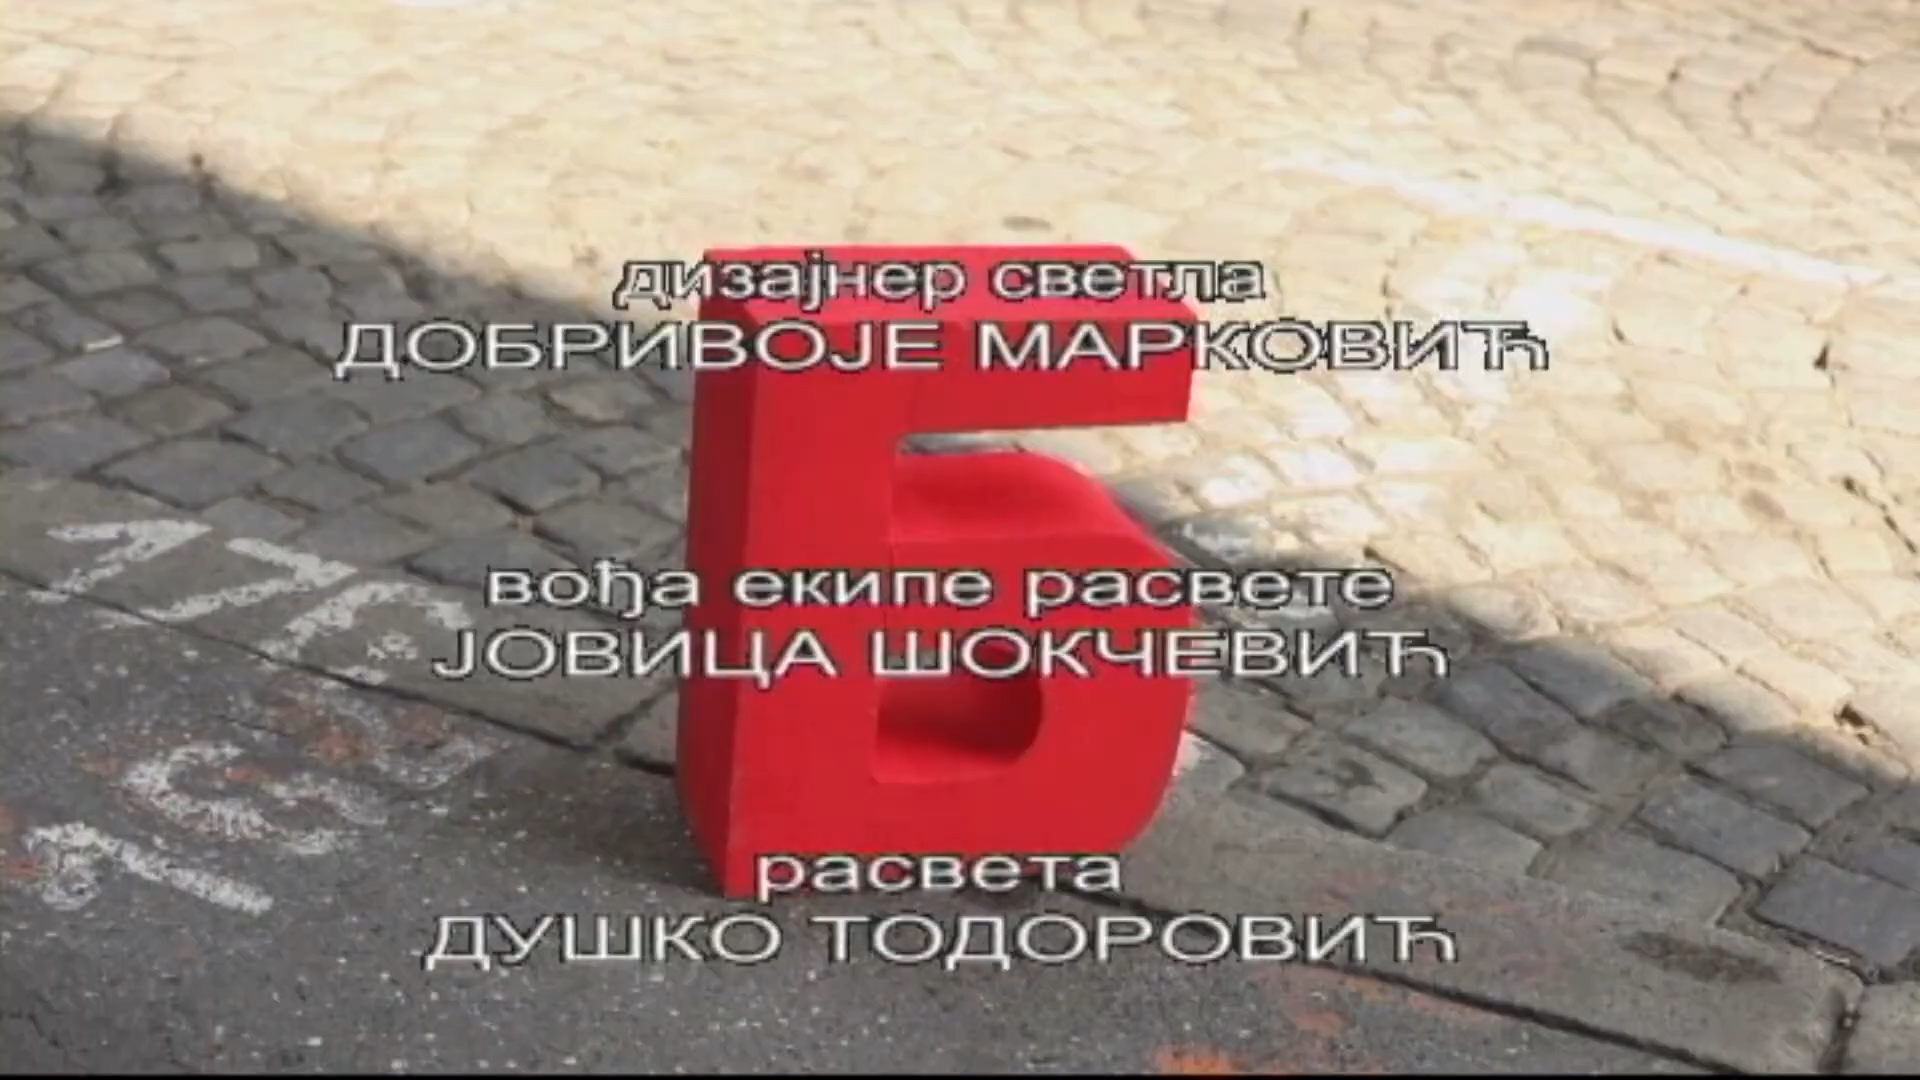 дизајнер светла
ДОБРИВОЈЕ МАРКОВИЋ
Б
вођа екипе расвете
ЈОВИЦА ШОКЧЕВИЋ
расвета
ДУШКО ТОДОРОВИЋ